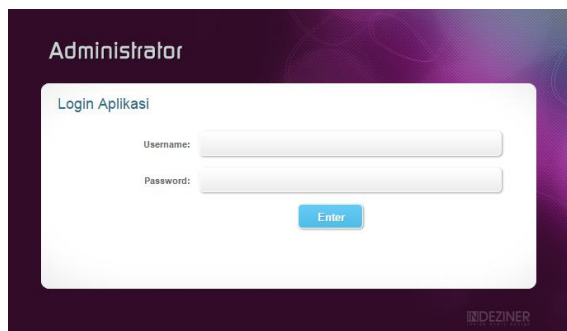 Administrator
Login Aplikasi
Username:
Password:
Enter
INDEZINER